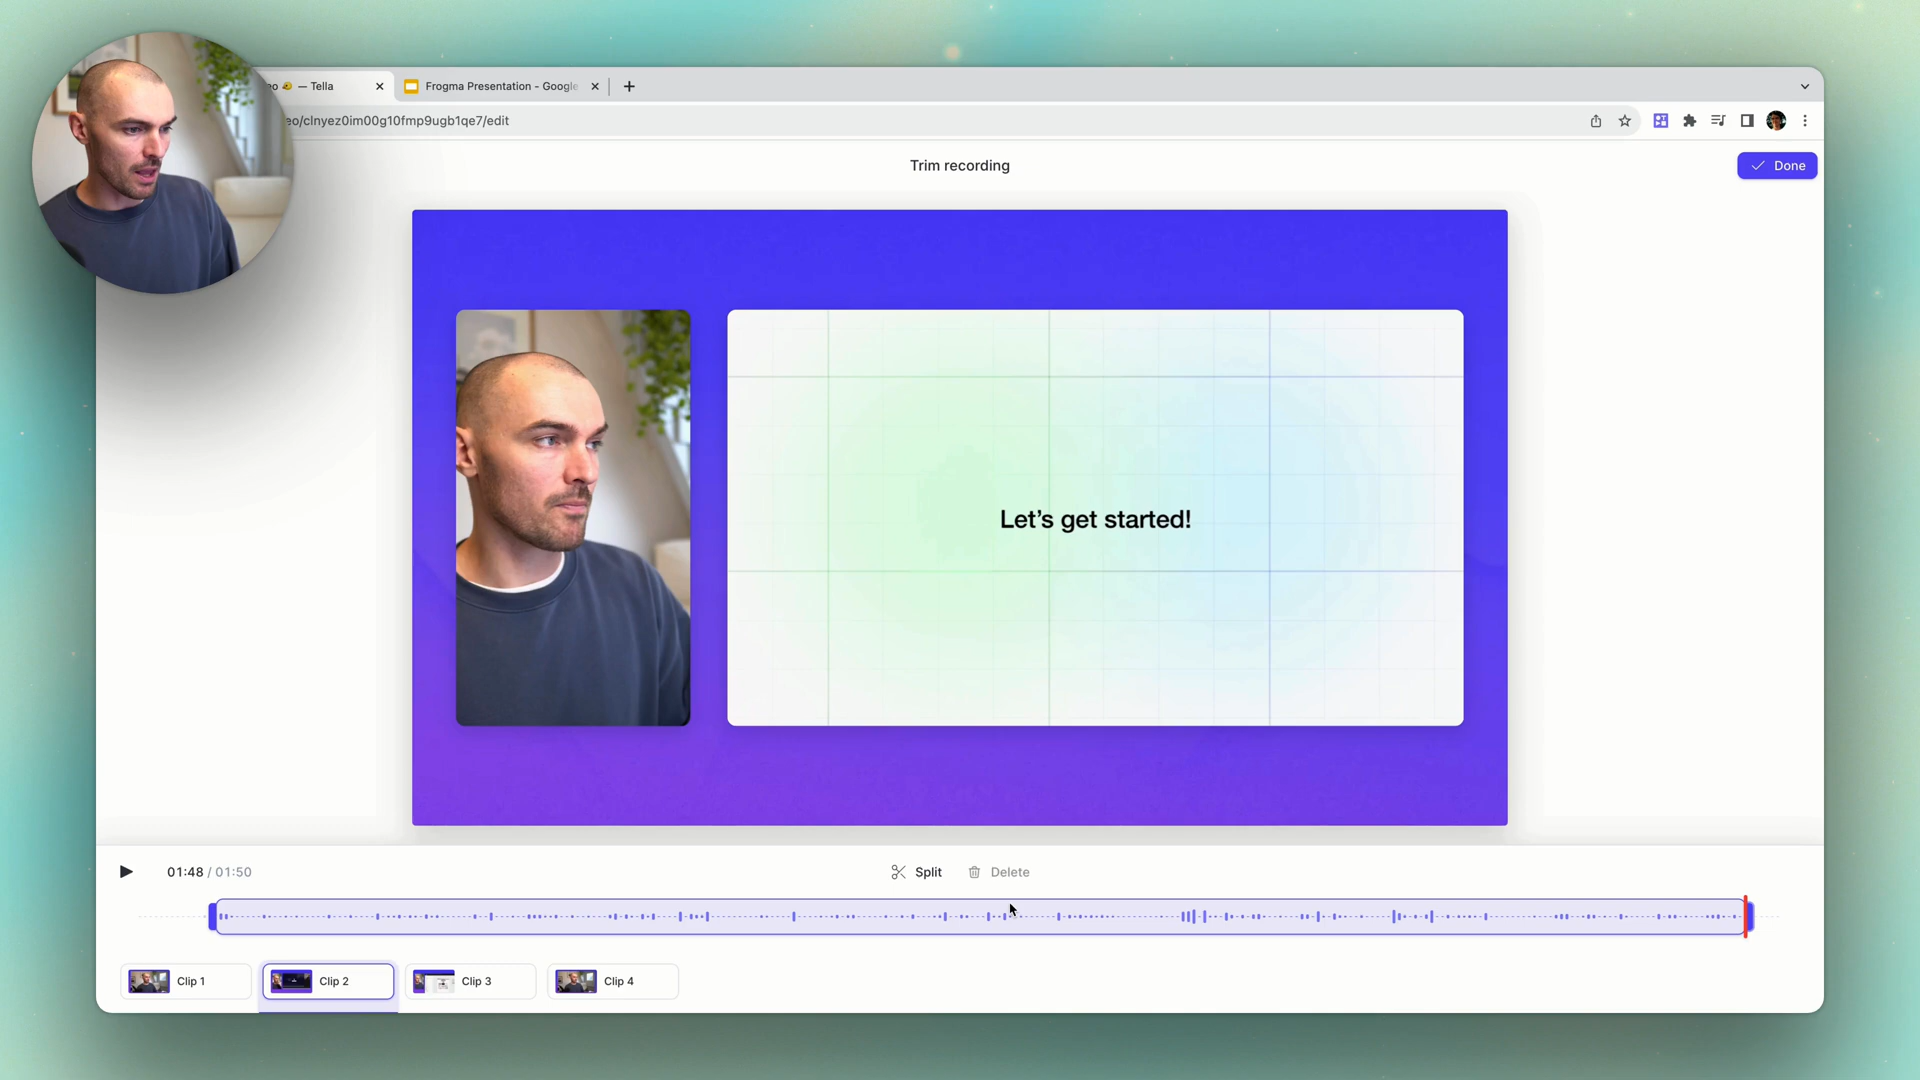 eo 🐠 — Tella
Frogma Presentation - Google
eo/clnyez0im00g10fmp9ugb1qe7/edit
Trim recording
Done
Let's get started!
01:48 / 01:50
Split
Delete
Clip 1
Clip 2
Clip 3
Clip 4